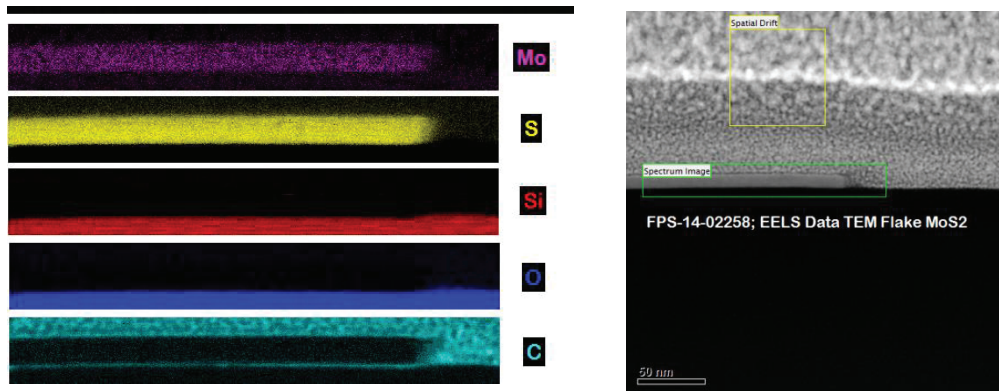 Mo
S
Si
O
C
Spatial Drift
Spectrum Image
FPS-14-02258; EELS Data TEM Flake MoS2
50 nm